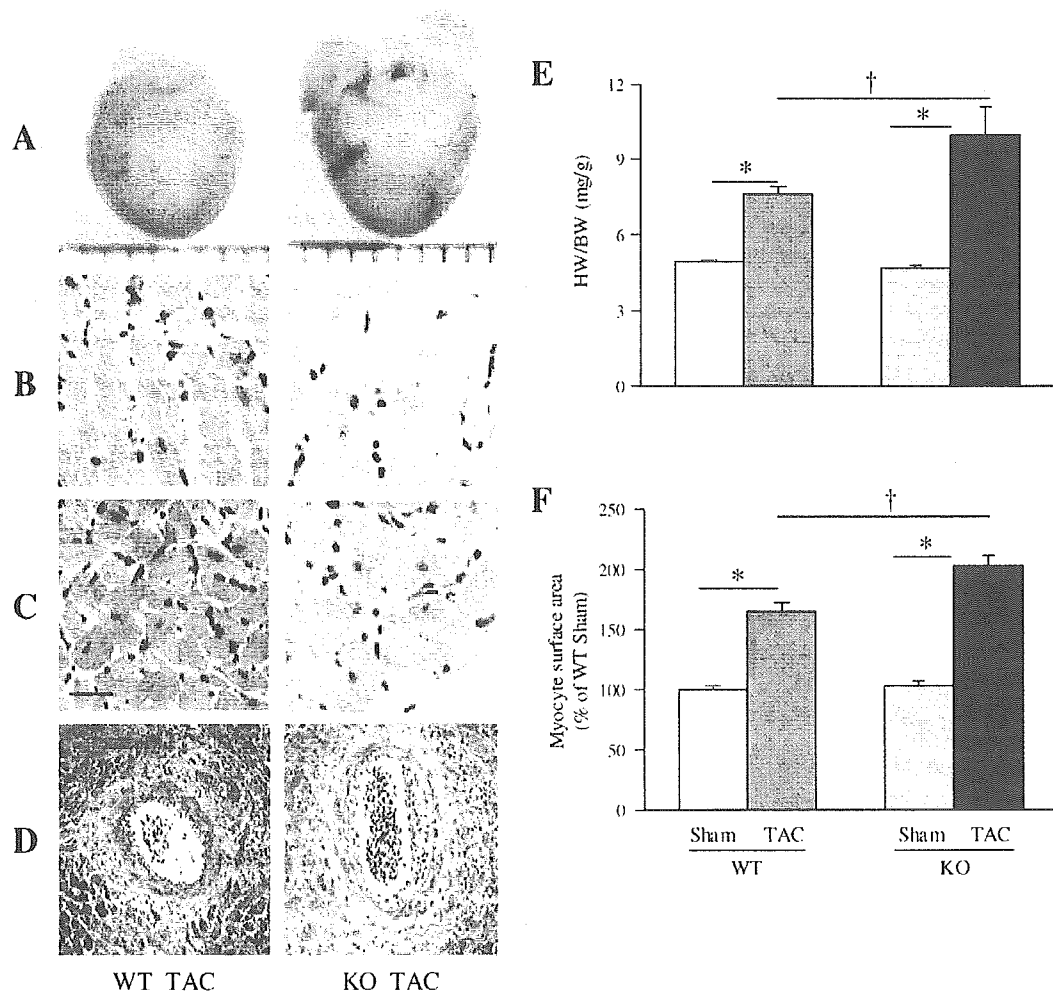 A
B
C
D
WT TAC
KO TAC
E
HW/BW (mg/g)
12
9
6
3
0
*
*
†
F
Myocyte surface area
(% of WT Sham)
250
200
150
100
50
0
*
*
†
Sham TAC
Sham TAC
WT
KO